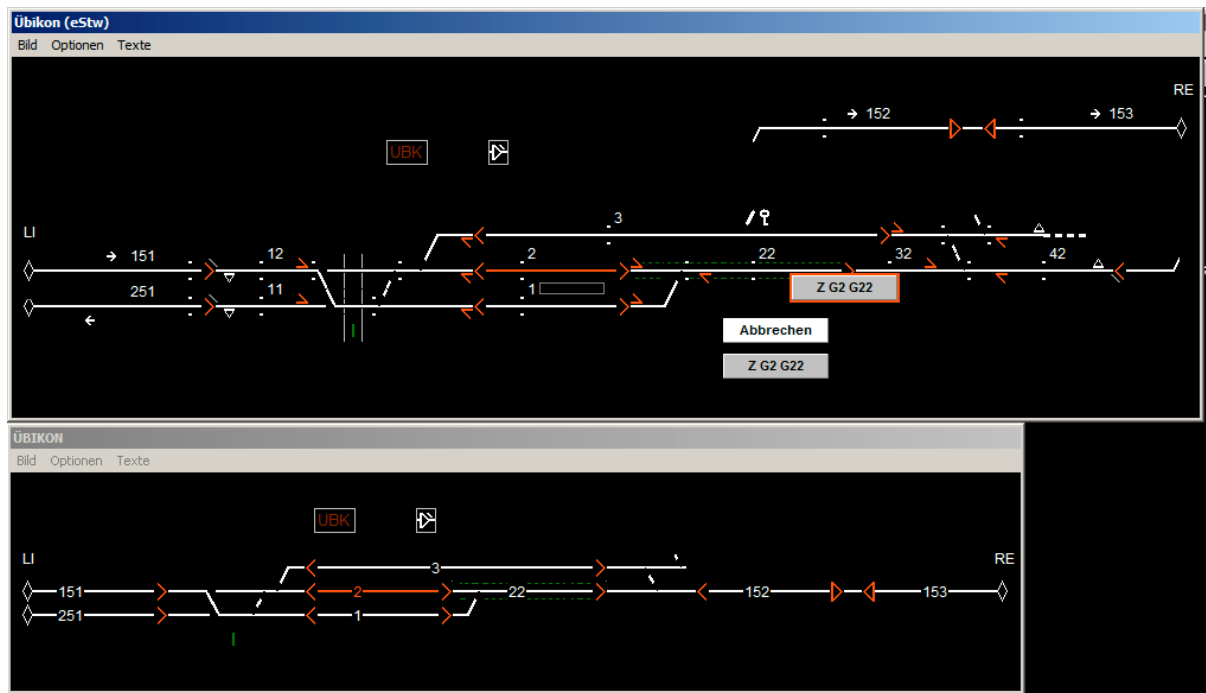 Übikon (eStw)
Bild Optionen Texte
RE
152 153
UBK
3
LI
151 12 2 22 32 42
251 11 1
Z G2 G22
Abbrechen
Z G2 G22
ÜBIKON
Bild Optionen Texte
UBK
LI RE
3
151 2 22 152 153
251 1